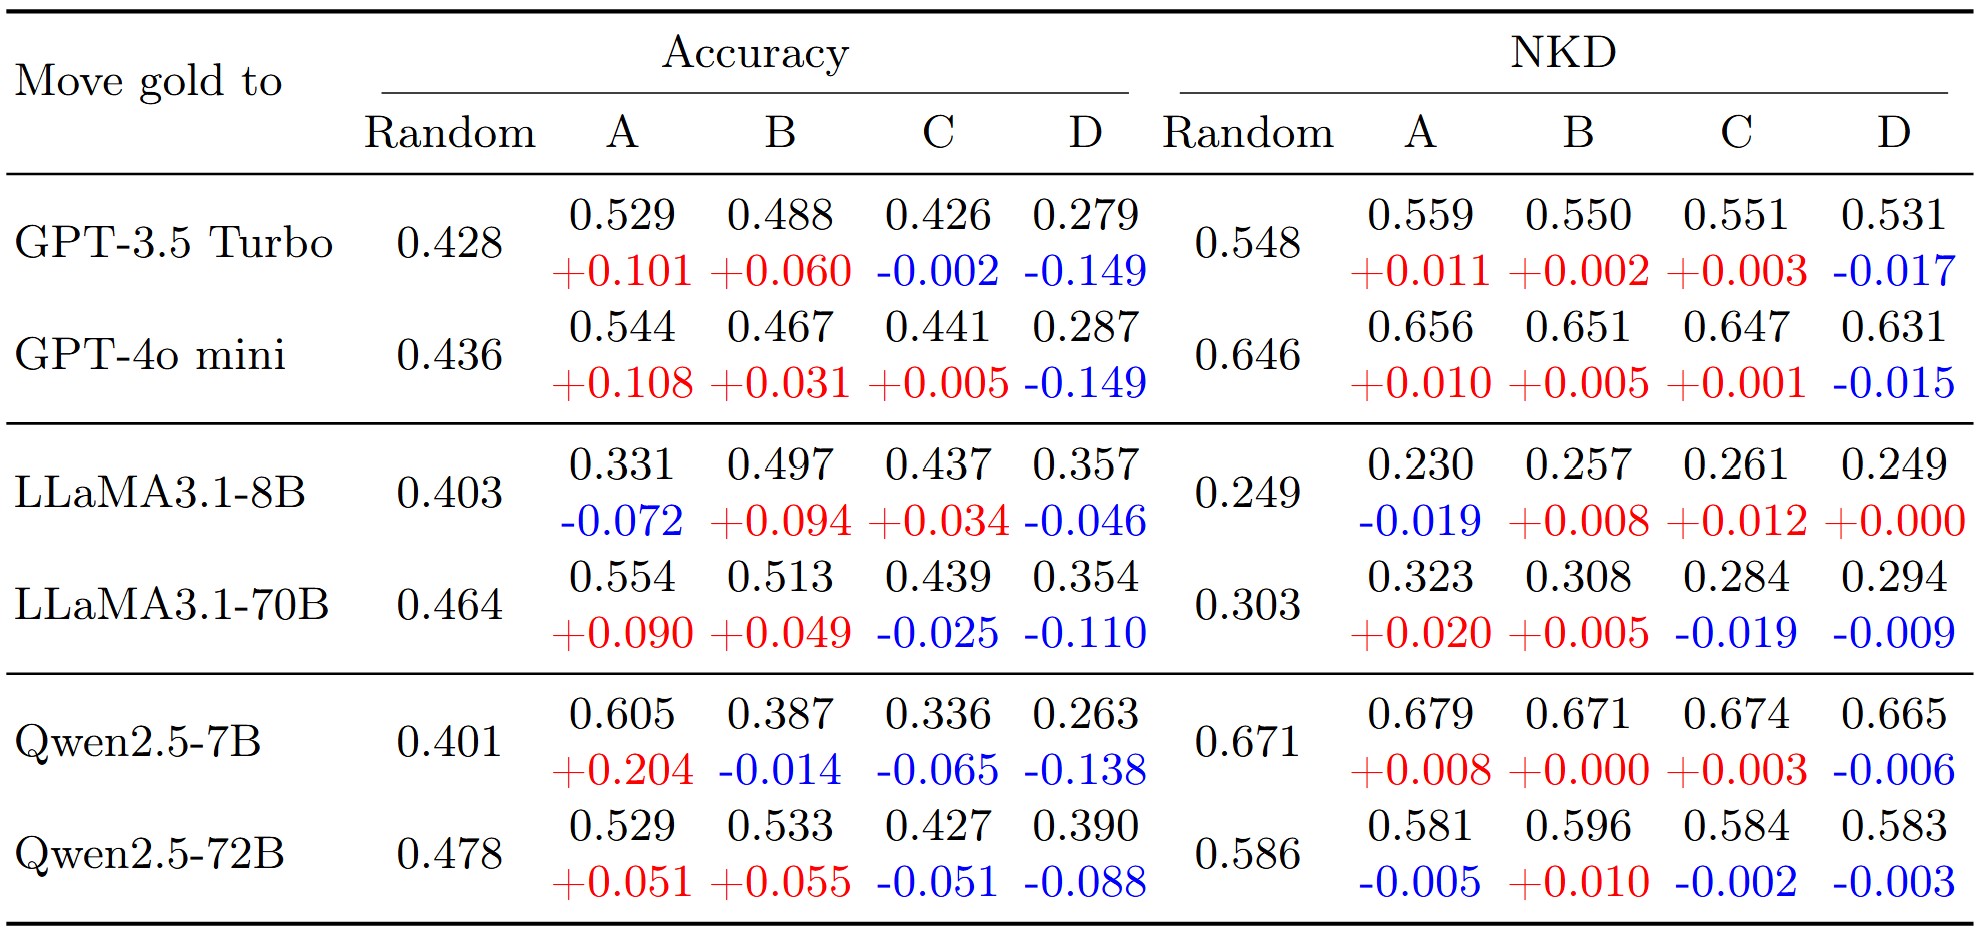 Accuracy NKD
Move gold to
Random A B C D Random A B C D
0.529 0.488 0.426 0.279 0.559 0.550 0.551 0.531
GPT-3.5 Turbo 0.428 0.548
+0.101 +0.060 -0.002 -0.149 +0.011 +0.002 +0.003 -0.017
0.544 0.467 0.441 0.287 0.656 0.651 0.647 0.631
GPT-4o mini 0.436 0.646
+0.108 +0.031 +0.005 -0.149 +0.010 +0.005 +0.001 -0.015
0.331 0.497 0.437 0.357 0.230 0.257 0.261 0.249
LLaMA3.1-8B 0.403 0.249
-0.072 +0.094 +0.034 -0.046 -0.019 +0.008 +0.012 +0.000
0.554 0.513 0.439 0.354 0.323 0.308 0.284 0.294
LLaMA3.1-70B 0.464 0.303
+0.090 +0.049 -0.025 -0.110 +0.020 +0.005 -0.019 -0.009
0.605 0.387 0.336 0.263 0.679 0.671 0.674 0.665
Qwen2.5-7B 0.401 0.671
+0.204 -0.014 -0.065 -0.138 +0.008 +0.000 +0.003 -0.006
0.529 0.533 0.427 0.390 0.581 0.596 0.584 0.583
Qwen2.5-72B 0.478 0.586
+0.051 +0.055 -0.051 -0.088 -0.005 +0.010 -0.002 -0.003